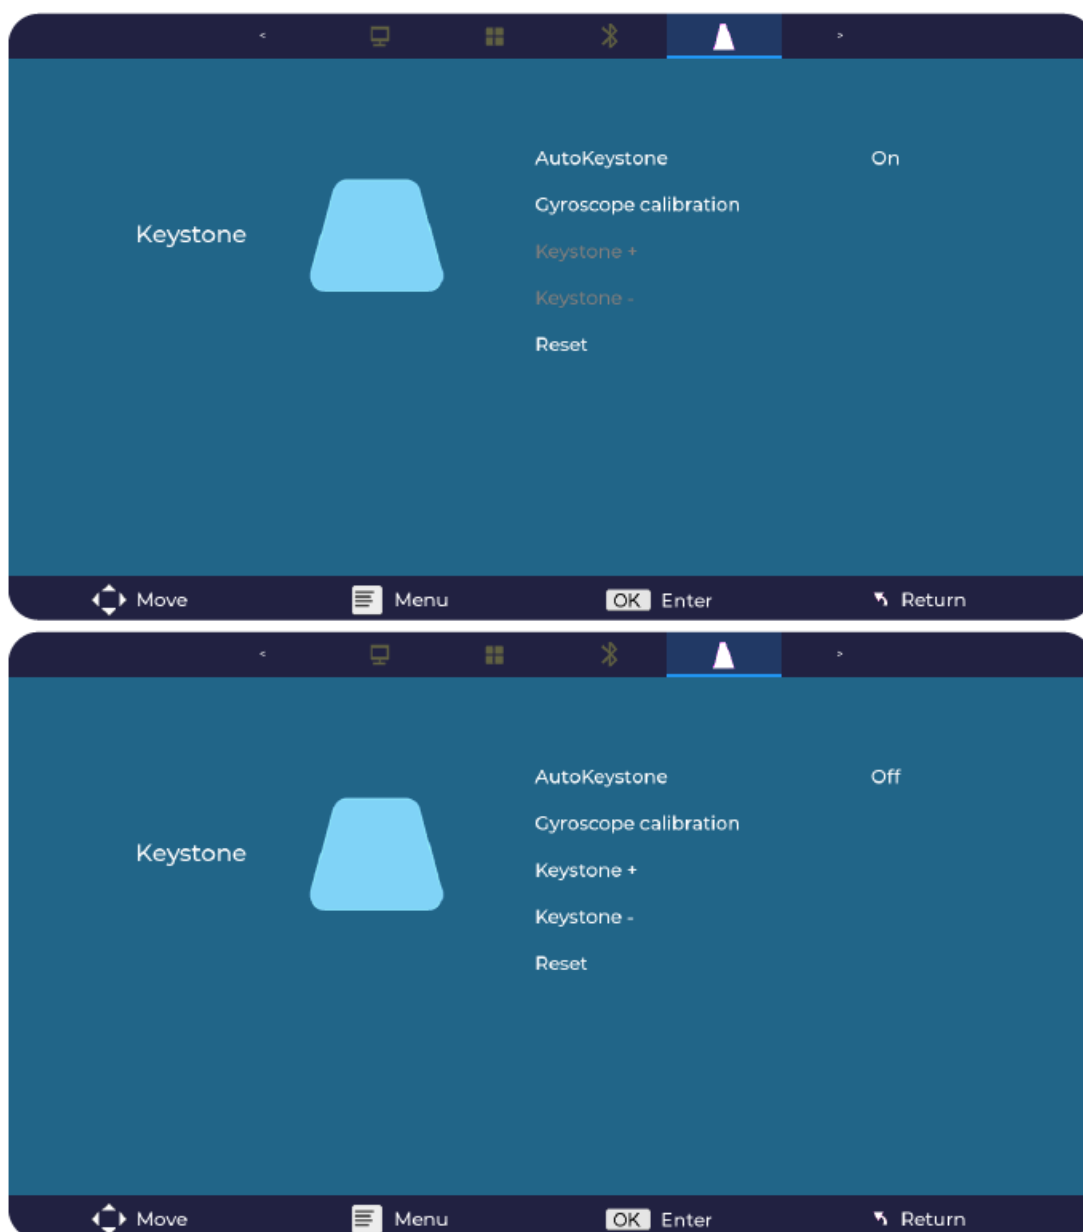 < >
AutoKeystone On
Gyroscope calibration
Keystone
Keystone +
Keystone -
Reset
Move Menu OK Enter Return
< >
AutoKeystone Off
Gyroscope calibration
Keystone
Keystone +
Keystone -
Reset
Move Menu OK Enter Return